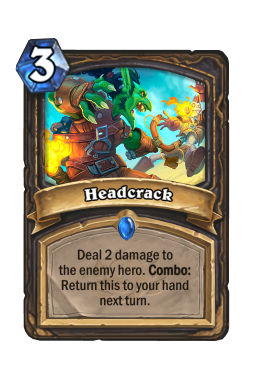 3
Headcrack
Deal 2 damage to
the enemy hero. Combo:
Return this to your hand
next turn.